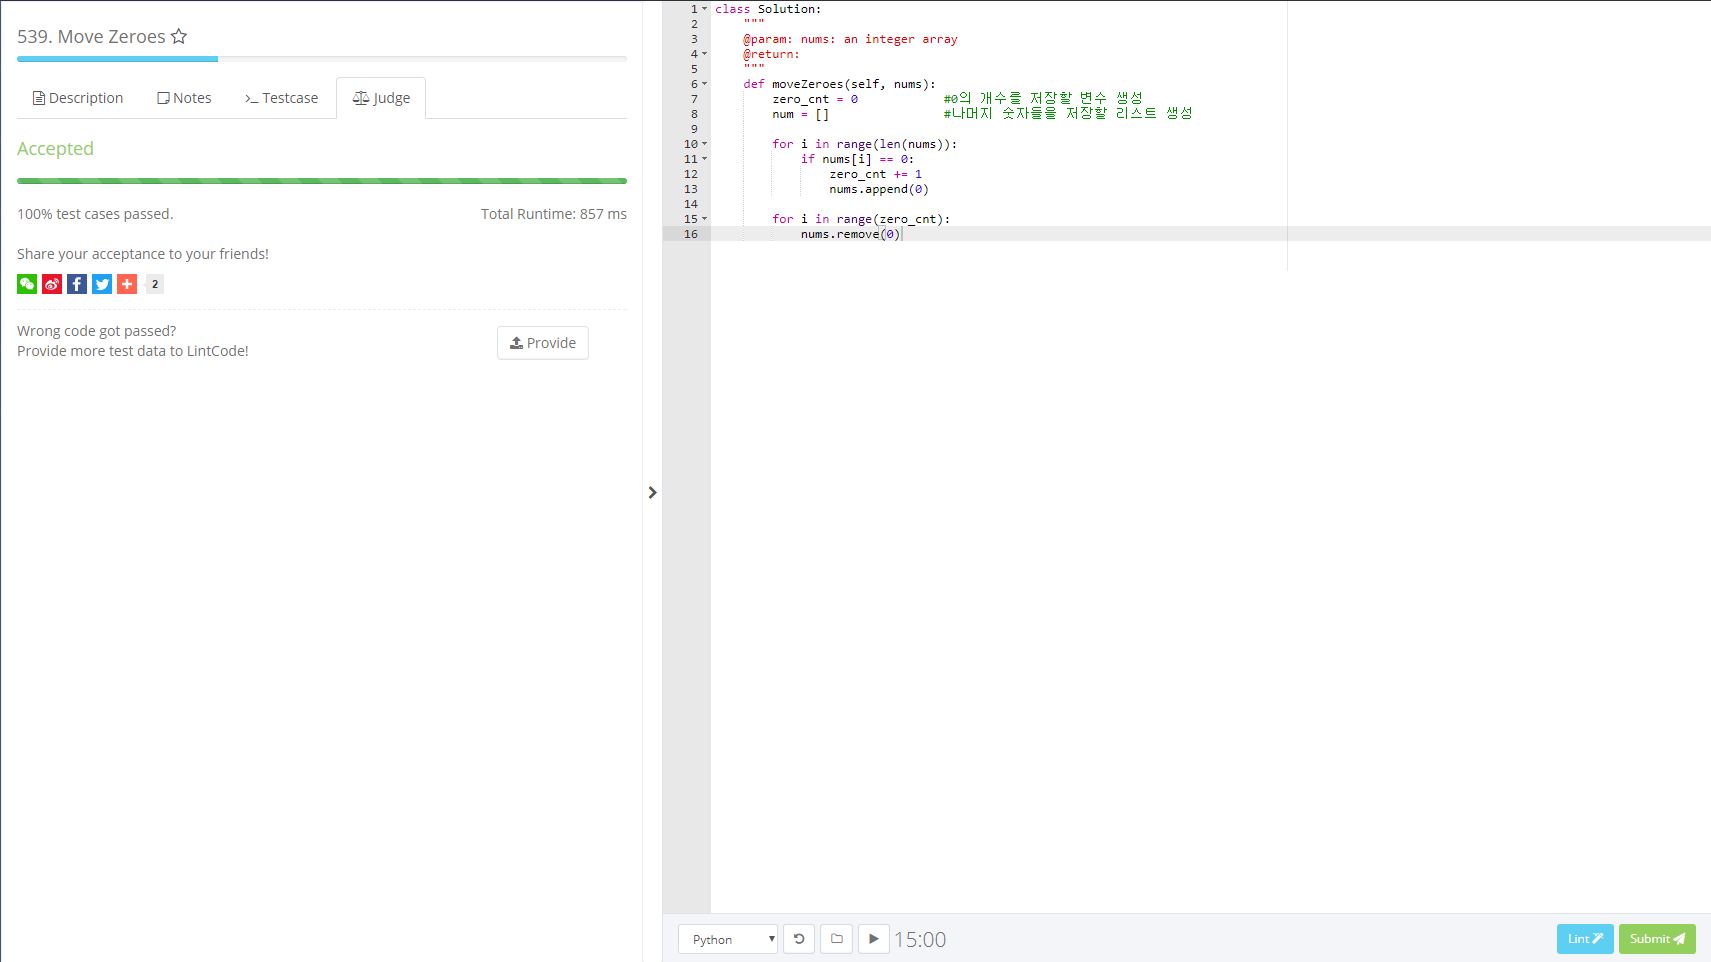 539. Move Zeroes
Description
Notes
Testcase
Judge
Accepted
100% test cases passed.
Total Runtime: 857 ms
Share your acceptance to your friends!
2
Wrong code got passed?
Provide more test data to LintCode!
Provide
1 class Solution:
2     """
3     @param: nums: an integer array
4     @return:
5     """
6     def moveZeroes(self, nums):
7         zero_cnt = 0            #0의 개수를 저장할 변수 생성
8         num = []                #나머지 숫자들을 저장할 리스트 생성
9
10         for i in range(len(nums)):
11             if nums[i] == 0:
12                 zero_cnt += 1
13                 nums.append(0)
14
15         for i in range(zero_cnt):
16             nums.remove(0)
Python
15:00
Lint
Submit